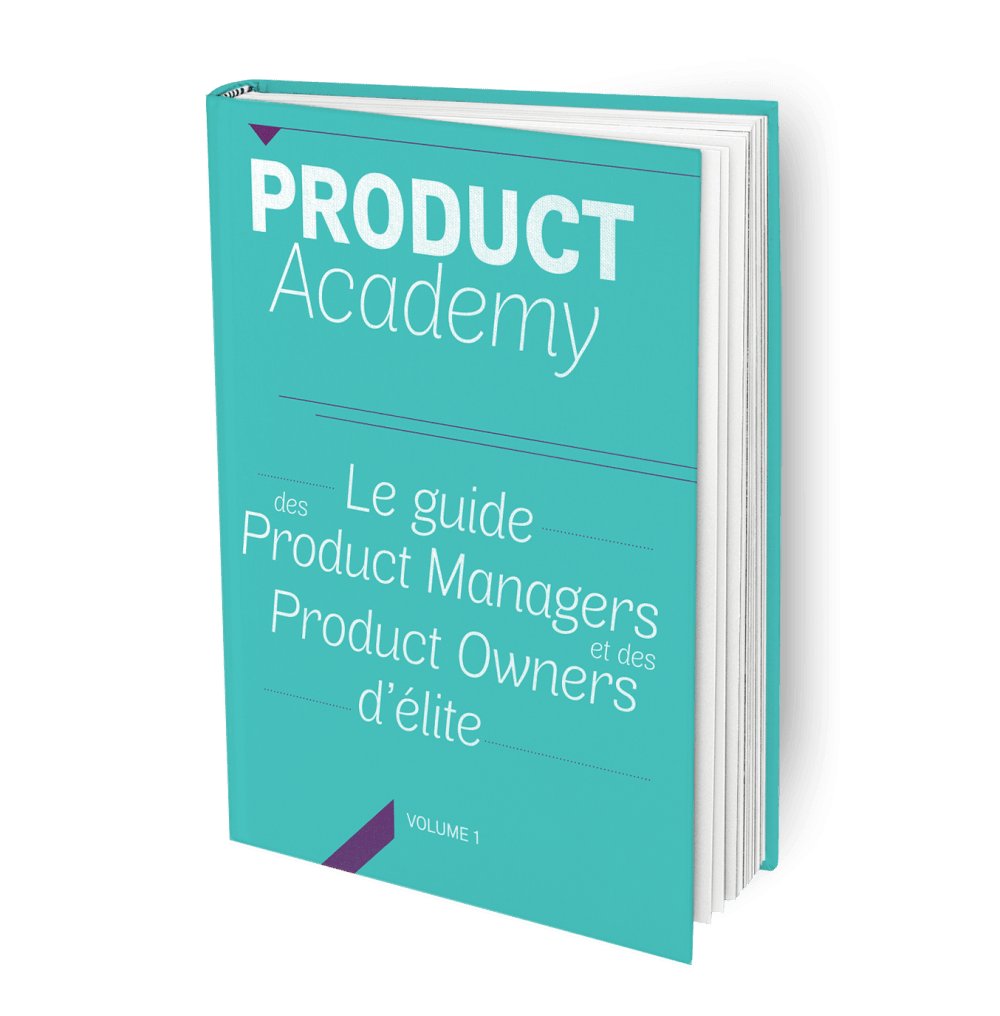 PRODUCT
Academy
Le guide
des
Product Managers
et des
Product Owners
d'élite
VOLUME 1